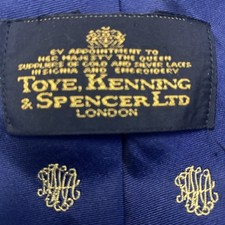 BY APPOINTMENT TO
HER MAJESTY THE QUEEN
SUPPLIERS OF GOLD AND SILVER LACES
INSIGNIA AND EMBROIDERY
TOYE, KENNING
& SPENCER LTD
LONDON